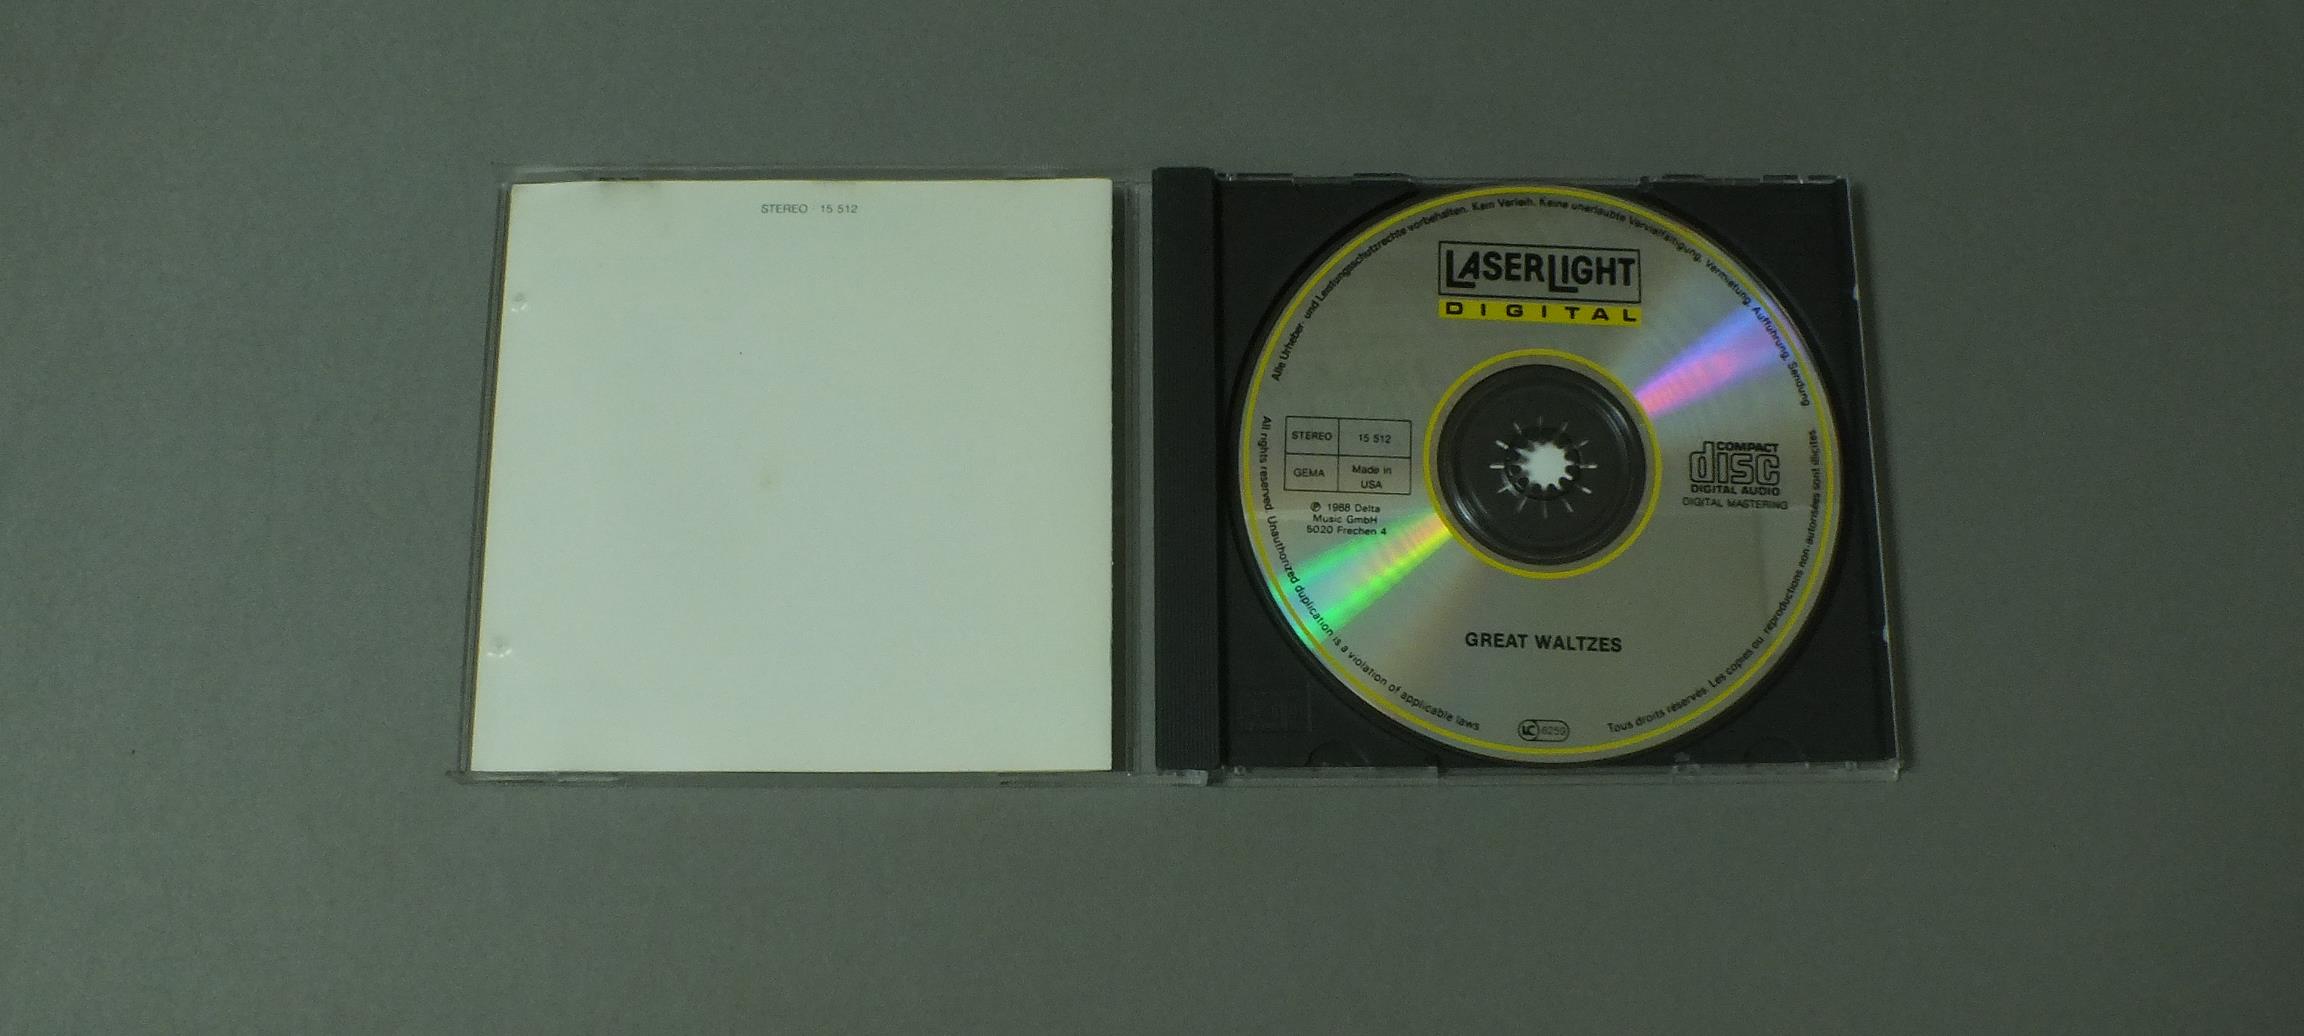 STEREO · 15 512
Alle Urheber- und Leistungsschutzrechte vorbehalten. Kein Verleih. Keine unerlaubte Vervielfältigung, Vermietung, Aufführung, Sendung
LASERLIGHT
DIGITAL
STEREO 15 512
GEMA Made in
USA
℗ 1988 Delta
Music GmbH
5020 Frechen 4
COMPACT
disc
DIGITAL AUDIO
DIGITAL MASTERING
GREAT WALTZES
All rights reserved. Unauthorized duplication is a violation of applicable laws
LC 6259
Tous droits réservés. Les copies ou reproductions non autorisées sont illicites